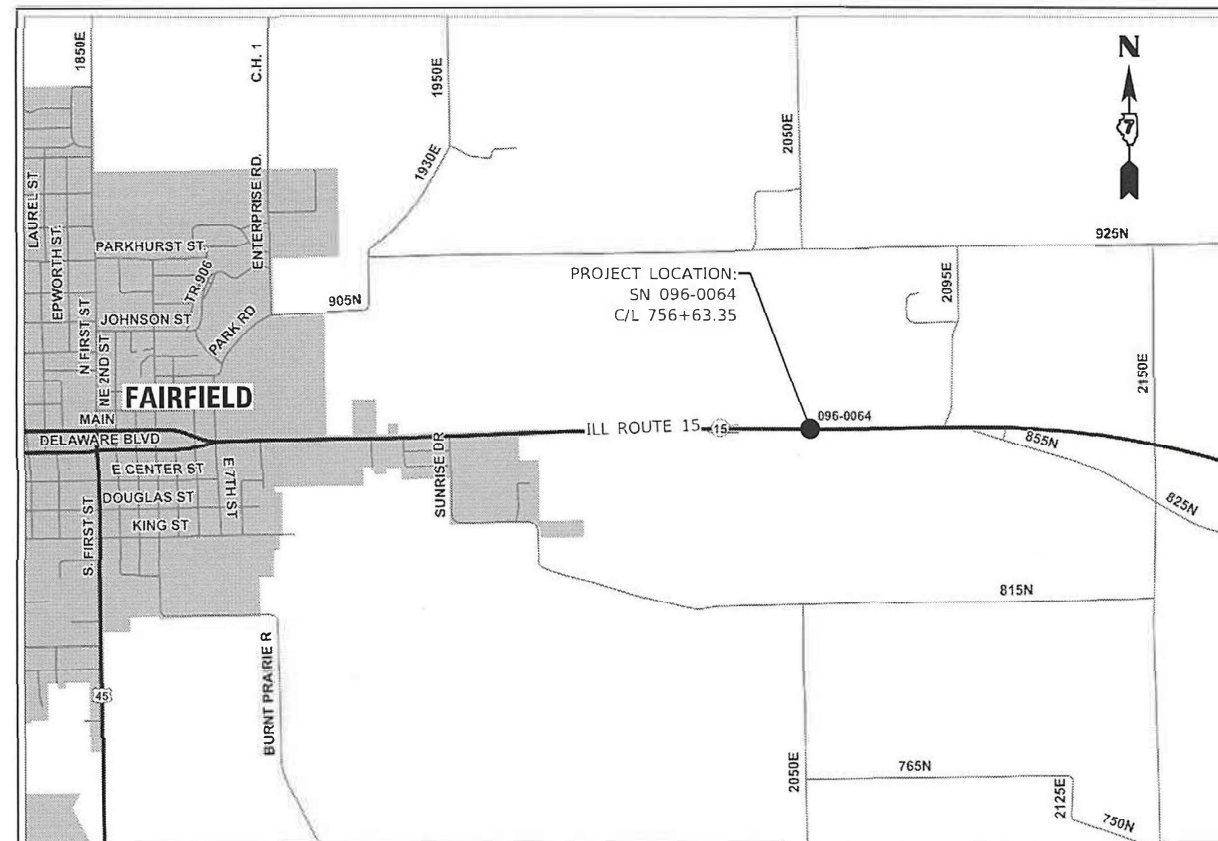 1850E
C.H. 1
1950E
2050E
N
7
1930E
LAUREL ST
EPWORTH ST.
PARKHURST ST.
ENTERPRISE RD.
925N
TR-906
PROJECT LOCATION:
SN 096-0064
C/L 756+63.35
2095E
905N
JOHNSON ST
PARK RD
N FIRST ST
NE 2ND ST
2150E
FAIRFIELD
MAIN
DELAWARE BLVD
ILL ROUTE 15
15
096-0064
855N
E CENTER ST
E 7TH ST
SUNRISE DR
DOUGLAS ST
825N
KING ST
S. FIRST ST
815N
45
BURNT PRAIRIE R
2050E
765N
2125E
750N